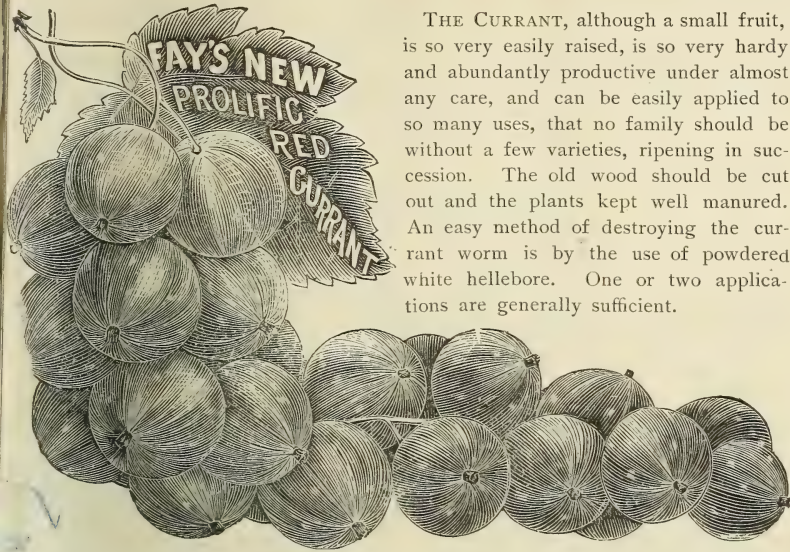 FAY'S NEW
PROLIFIC
RED
CURRANT
THE CURRANT, although a small fruit,
is so very easily raised, is so very hardy
and abundantly productive under almost
any care, and can be easily applied to
so many uses, that no family should be
without a few varieties, ripening in suc-
cession. The old wood should be cut
out and the plants kept well manured.
An easy method of destroying the cur-
rant worm is by the use of powdered
white hellebore. One or two applica-
tions are generally sufficient.